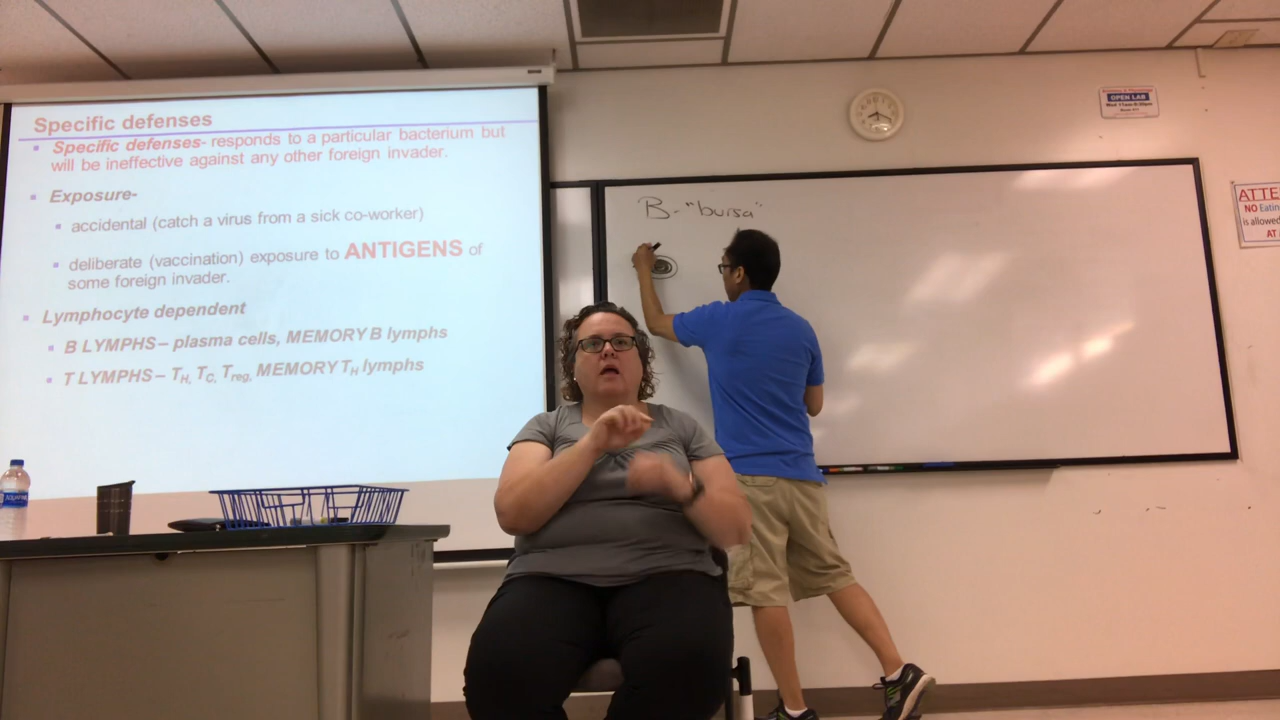 Specific defenses
Specific defenses- responds to a particular bacterium but
will be ineffective against any other foreign invader.
Exposure-
accidental (catch a virus from a sick co-worker)
deliberate (vaccination) exposure to ANTIGENS of
some foreign invader.
Lymphocyte dependent
B LYMPHS – plasma cells, MEMORY B lymphs
T LYMPHS – TH, TC, Treg, MEMORY TH lymphs
B- "bursa"
OPEN LAB
ATTE
NO Eatin
is allowed
AT